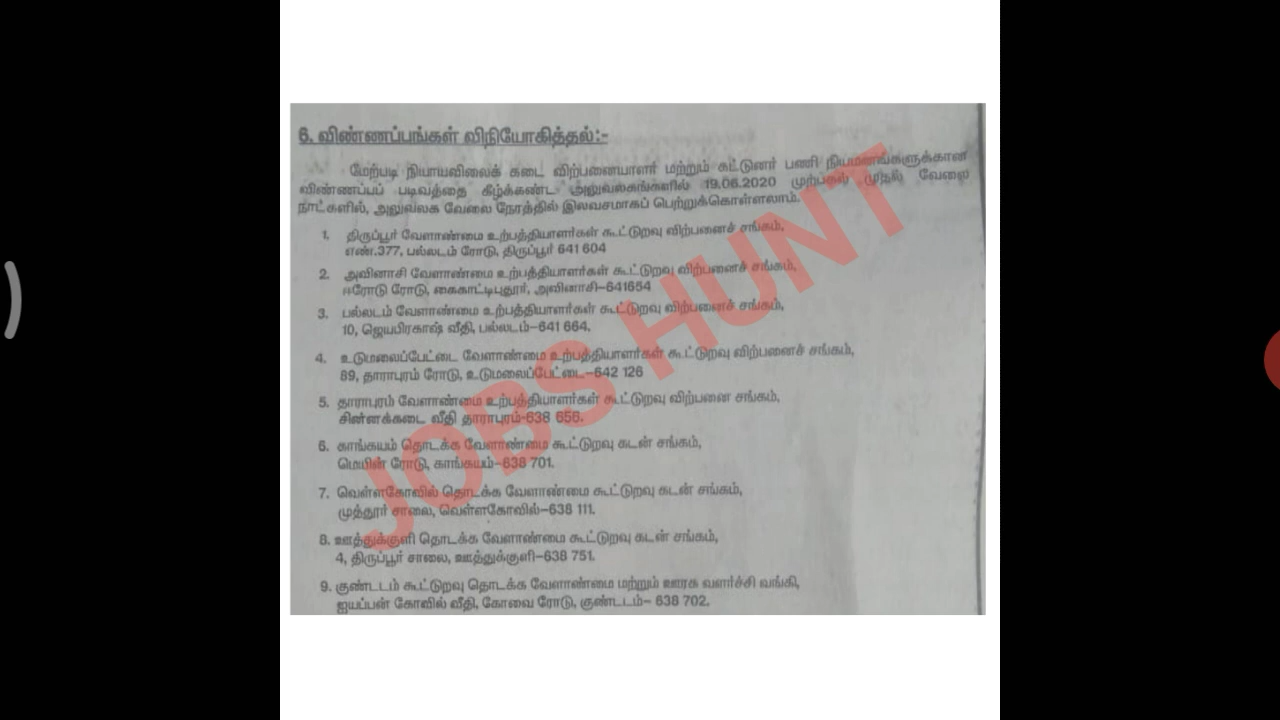 6. விண்ணப்பங்கள் விநியோகித்தல்:-
மேற்படி நியாயவிலைக் கடை விற்பனையாளர் மற்றும் கட்டுனர் பணி நியமனங்களுக்கான
விண்ணப்பப் படிவத்தை கீழ்க்கண்ட அலுவலகங்களில் 19.06.2020 முற்பகல் முதல் வேலை
நாட்களில், அலுவலக வேலை நேரத்தில் இலவசமாகப் பெற்றுக்கொள்ளலாம்.
1. திருப்பூர் வேளாண்மை உற்பத்தியாளர்கள் கூட்டுறவு விற்பனைச் சங்கம்,
எண்.377, பல்லடம் ரோடு, திருப்பூர் 641 604
2. அவினாசி வேளாண்மை உற்பத்தியாளர்கள் கூட்டுறவு விற்பனைச் சங்கம்,
ஈரோடு ரோடு, கைகாட்டிபுதூர், அவினாசி-641654
3. பல்லடம் வேளாண்மை உற்பத்தியாளர்கள் கூட்டுறவு விற்பனைச் சங்கம்,
10, ஜெயபிரகாஷ் வீதி, பல்லடம்-641 664.
4. உடுமலைப்பேட்டை வேளாண்மை உற்பத்தியாளர்கள் கூட்டுறவு விற்பனைச் சங்கம்,
89, தாராபுரம் ரோடு, உடுமலைப்பேட்டை-642 126
5. தாராபுரம் வேளாண்மை உற்பத்தியாளர்கள் கூட்டுறவு விற்பனை சங்கம்,
சின்னக்கடை வீதி தாராபுரம்-638 656.
6. காங்கயம் தொடக்க வேளாண்மை கூட்டுறவு கடன் சங்கம்,
மெயின் ரோடு, காங்கயம்-638 701.
7. வெள்ளகோவில் தொடக்க வேளாண்மை கூட்டுறவு கடன் சங்கம்,
முத்தூர் சாலை, வெள்ளகோவில்-638 111.
8. ஊத்துக்குளி தொடக்க வேளாண்மை கூட்டுறவு கடன் சங்கம்,
4, திருப்பூர் சாலை, ஊத்துக்குளி-638 751.
9. குண்டடம் கூட்டுறவு தொடக்க வேளாண்மை மற்றும் ஊரக வளர்ச்சி வங்கி,
ஐயப்பன் கோவில் வீதி, கோவை ரோடு, குண்டடம்- 638 702.
JOBS HUNT